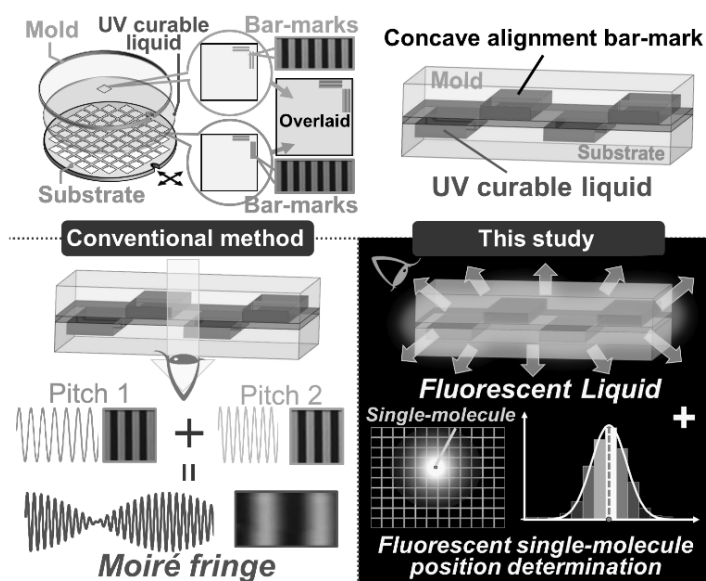 UV curable
liquid
Mold
Bar-marks
Overlaid
Substrate
Bar-marks
Concave alignment bar-mark
Mold
Substrate
UV curable liquid
Conventional method
Pitch 1
Pitch 2
+
=
Moiré fringe
This study
Fluorescent Liquid
+
Single-molecule
Fluorescent single-molecule
position determination